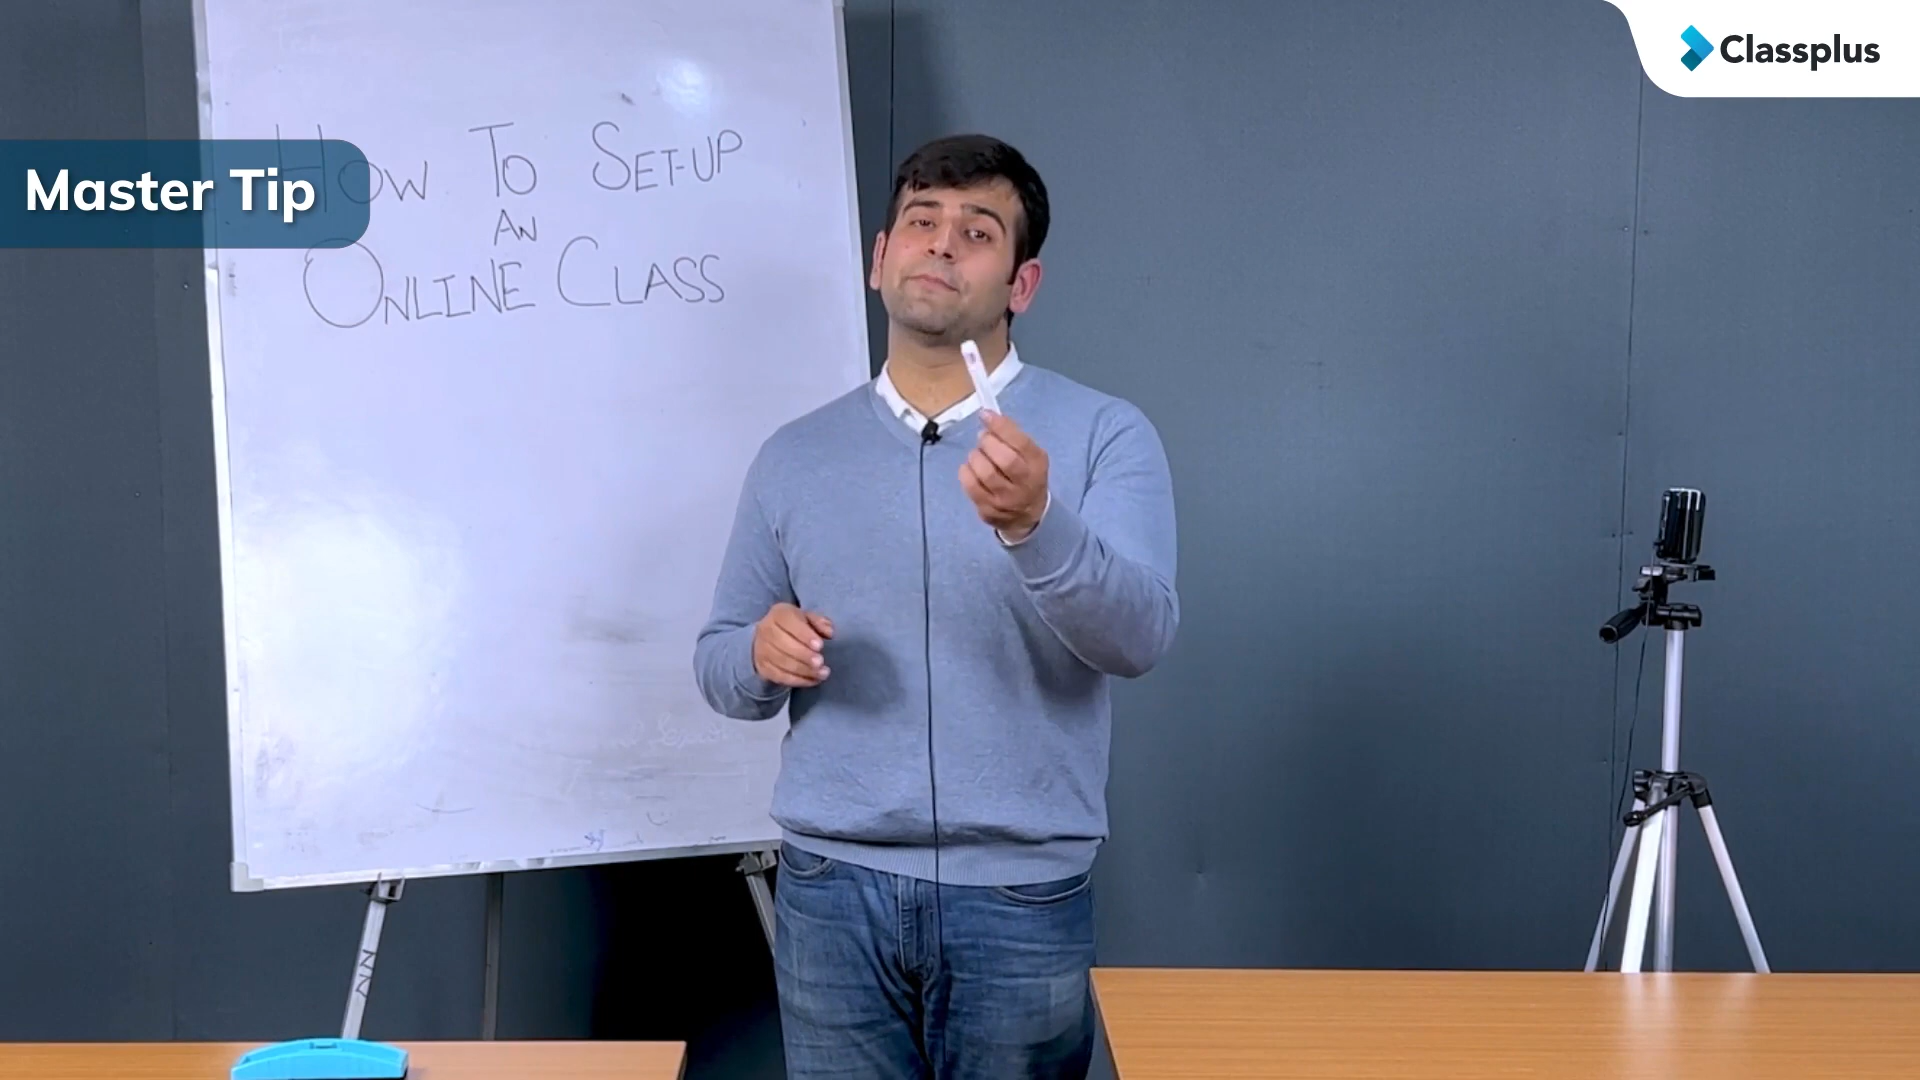 Classplus
Master Tip
HOW TO SET-UP
AN
ONLINE CLASS